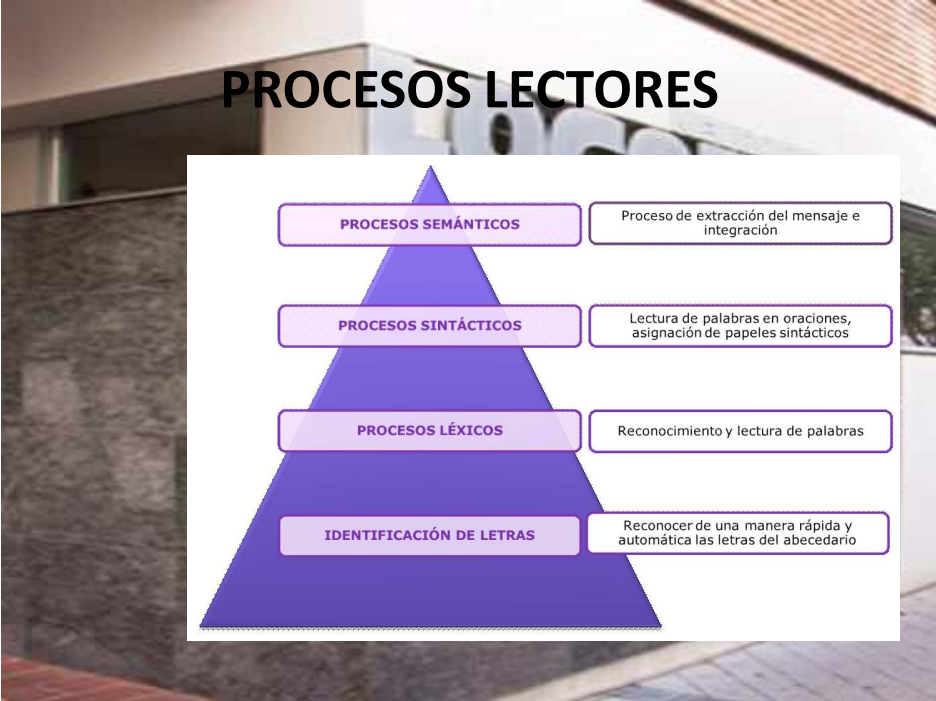 PROCESOS LECTORES
PROCESOS SEMÁNTICOS
Proceso de extracción del mensaje e
integración
PROCESOS SINTÁCTICOS
Lectura de palabras en oraciones,
asignación de papeles sintácticos
PROCESOS LÉXICOS
Reconocimiento y lectura de palabras
IDENTIFICACIÓN DE LETRAS
Reconocer de una manera rápida y
automática las letras del abecedario